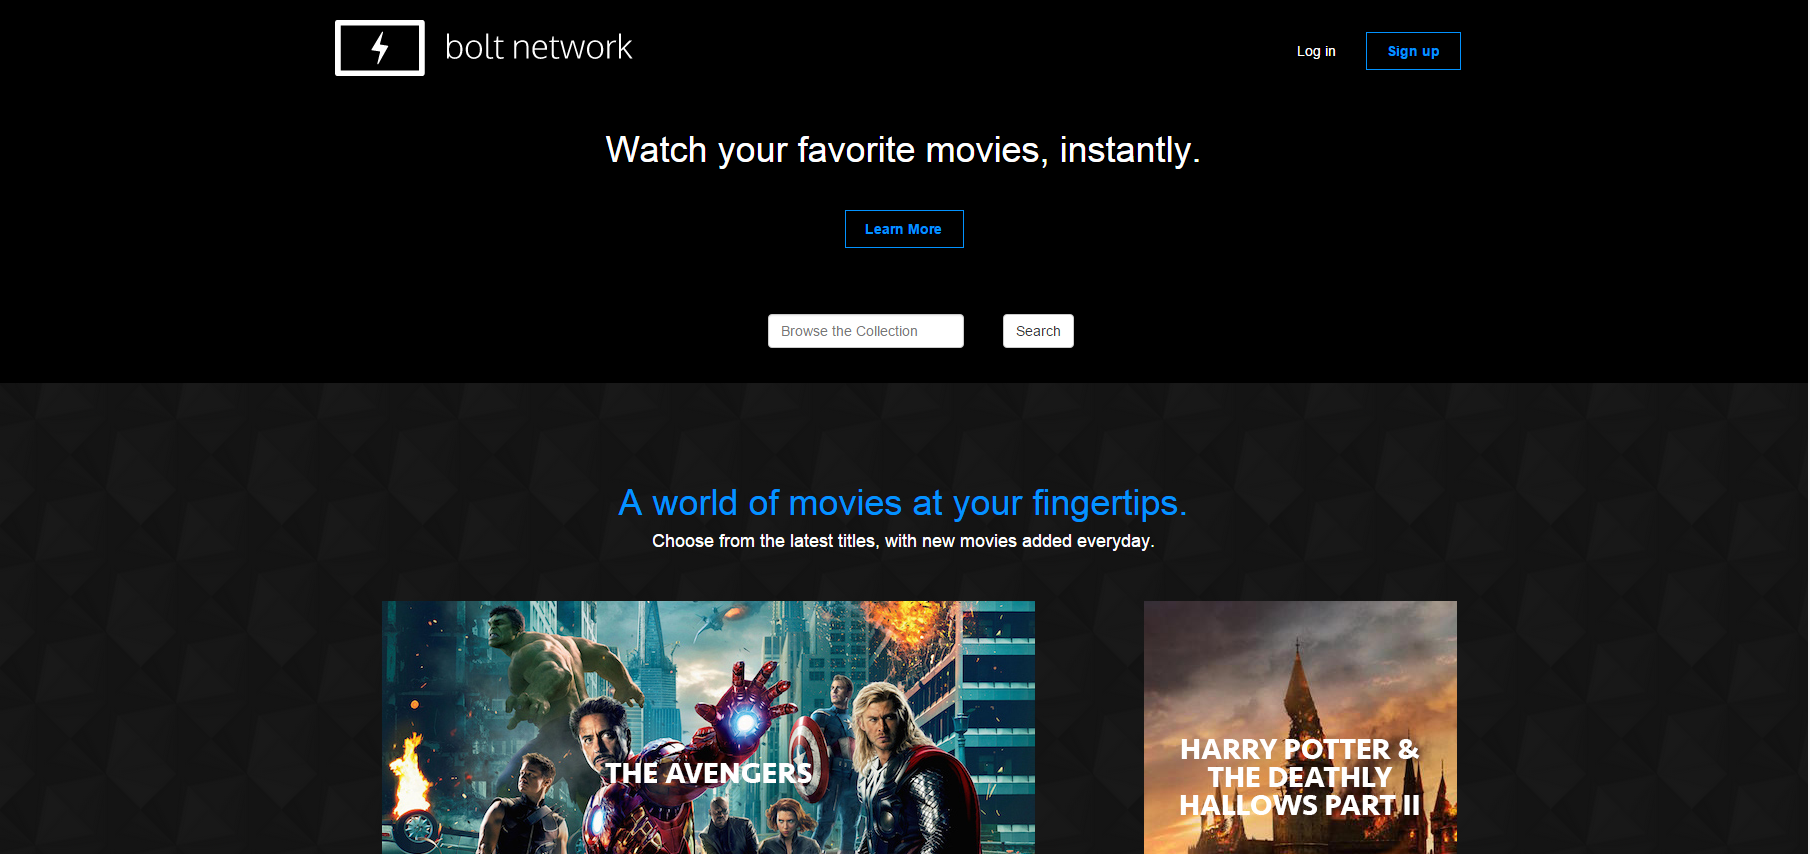 bolt network
Log in
Sign up
Watch your favorite movies, instantly.
Learn More
Browse the Collection
Search
A world of movies at your fingertips.
Choose from the latest titles, with new movies added everyday.
THE AVENGERS
HARRY POTTER &
THE DEATHLY
HALLOWS PART II